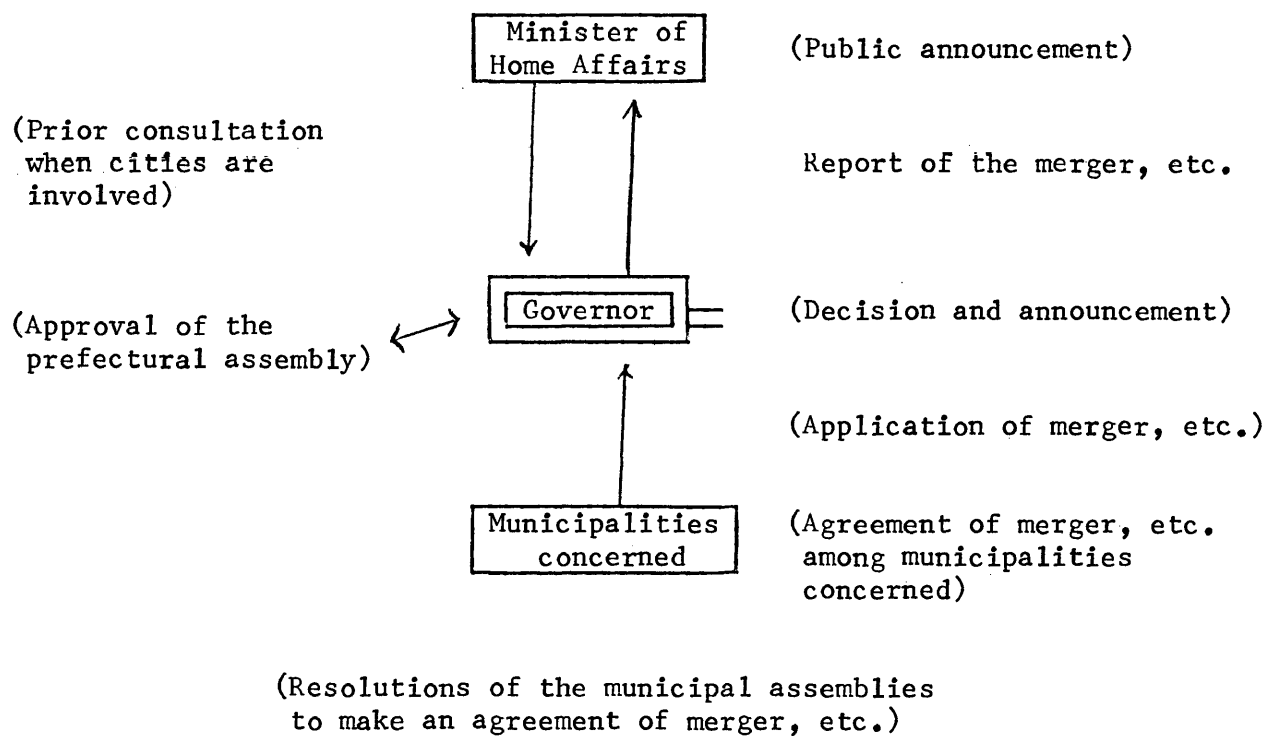 Minister of
Home Affairs
(Public announcement)
(Prior consultation
when cities are
involved)
Report of the merger, etc.
Governor
(Decision and announcement)
(Approval of the
prefectural assembly)
(Application of merger, etc.)
Municipalities
concerned
(Agreement of merger, etc.
among municipalities
concerned)
(Resolutions of the municipal assemblies
to make an agreement of merger, etc.)